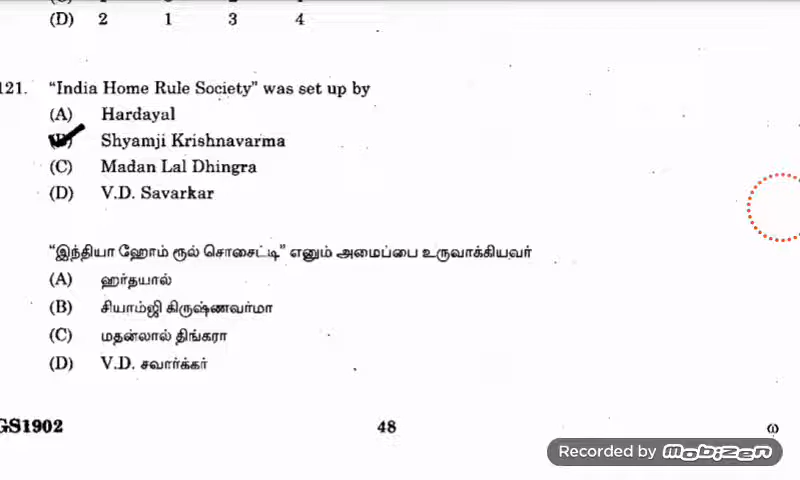 (D) 2 1 3 4
121. "India Home Rule Society" was set up by
(A) Hardayal
(B) Shyamji Krishnavarma
(C) Madan Lal Dhingra
(D) V.D. Savarkar
"இந்தியா ஹோம் ரூல் சொசைட்டி" எனும் அமைப்பை உருவாக்கியவர்
(A) ஹர்தயால்
(B) சியாம்ஜி கிருஷ்ணவர்மா
(C) மதன்லால் திங்கரா
(D) V.D. சவார்க்கர்
GS1902 48 ω
Recorded by mobizen